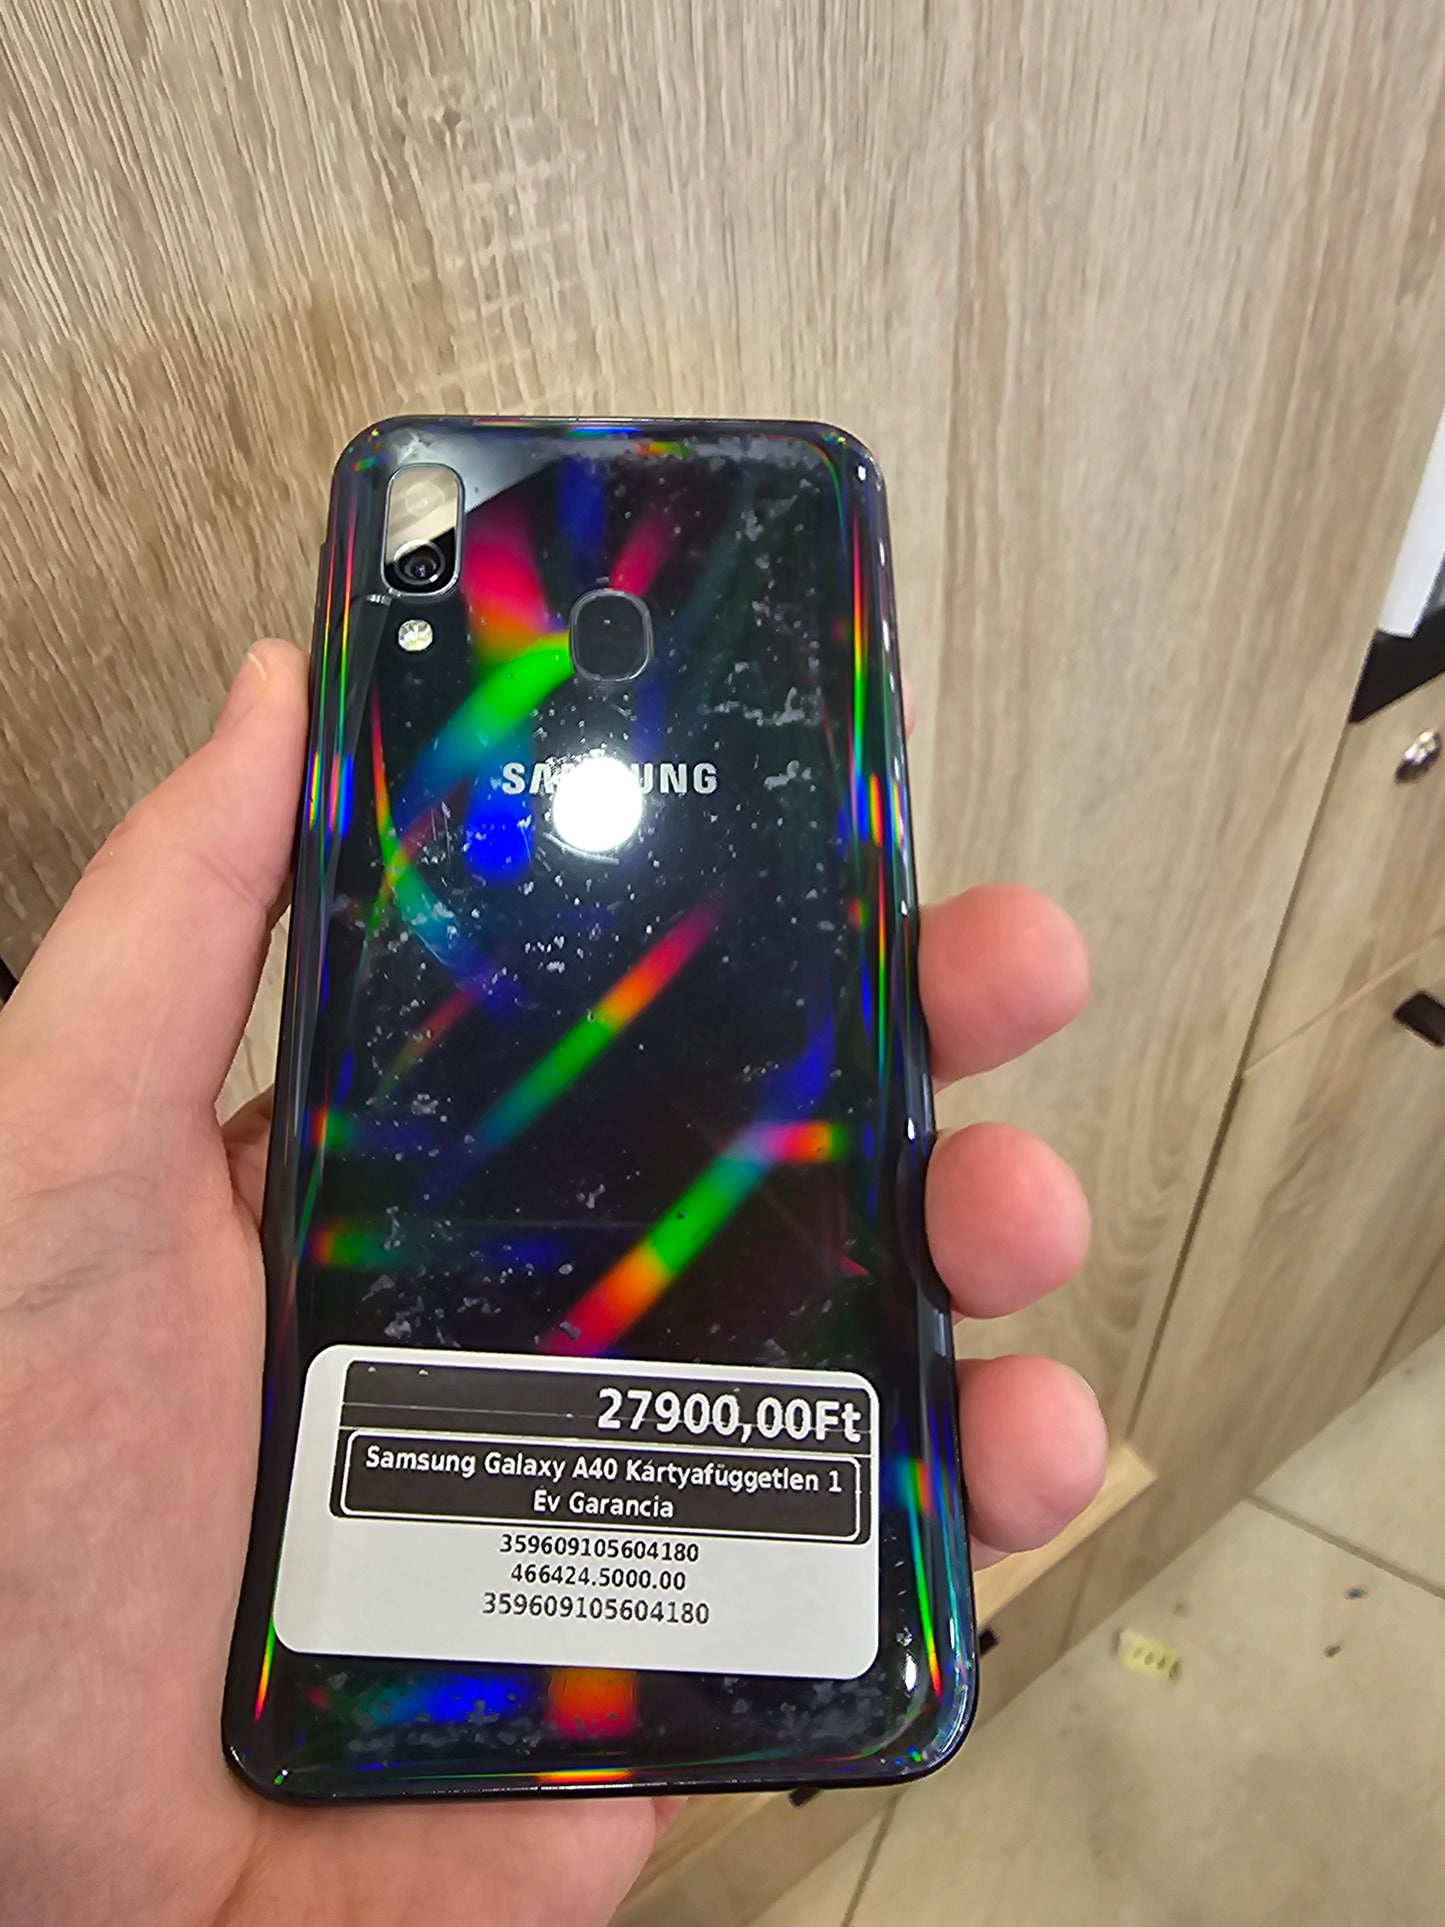 SAMSUNG
27900,00Ft
Samsung Galaxy A40 Kártyafüggetlen 1
Év Garancia
359609105604180
466424.5000.00
359609105604180